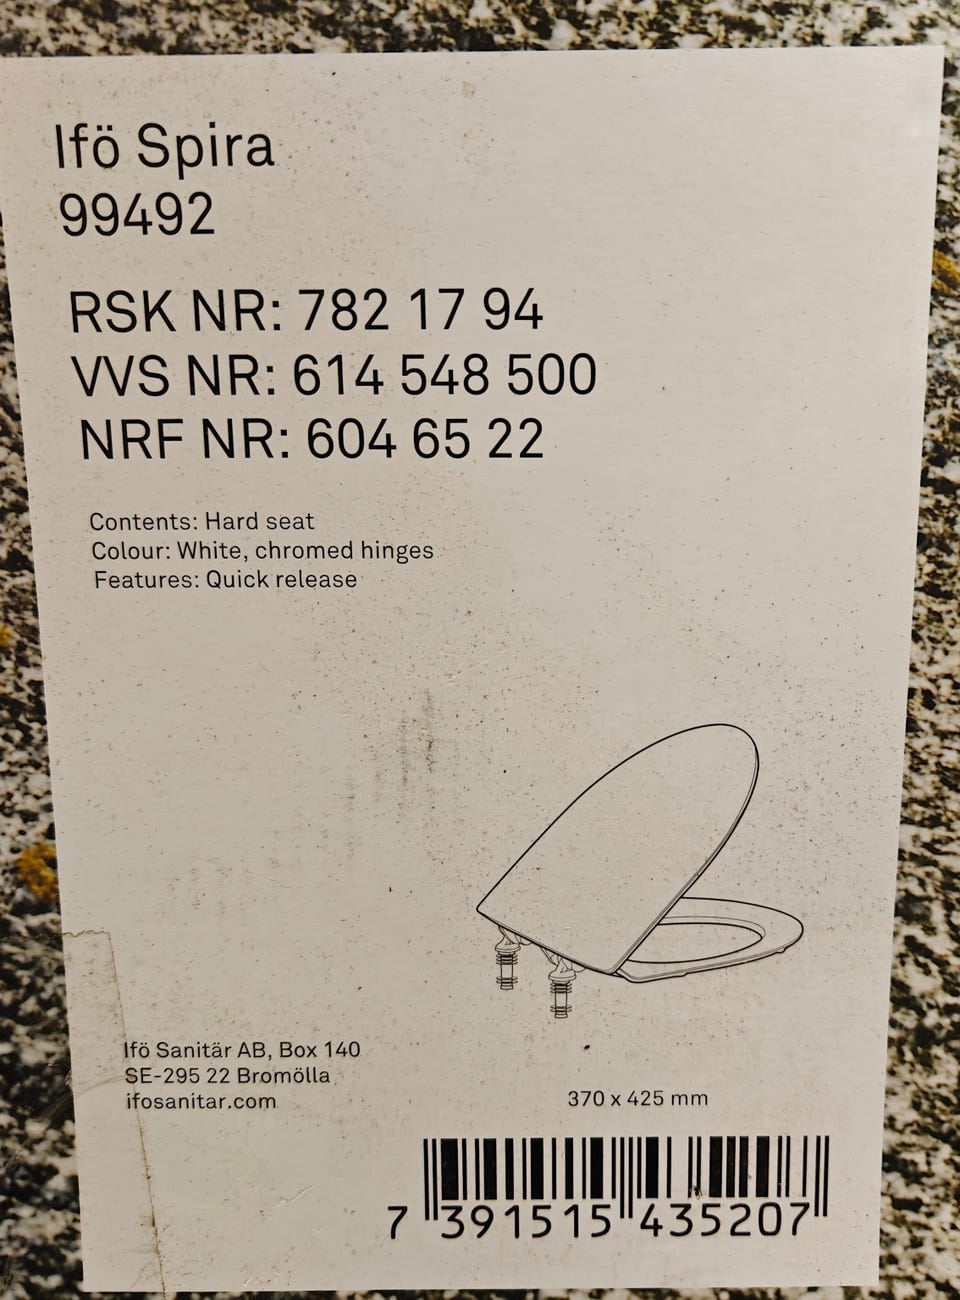 Ifö Spira
99492
RSK NR: 782 17 94
VVS NR: 614 548 500
NRF NR: 604 65 22
Contents: Hard seat
Colour: White, chromed hinges
Features: Quick release
Ifö Sanitär AB, Box 140
SE-295 22 Bromölla
ifosanitar.com
370 x 425 mm
7 391515 435207